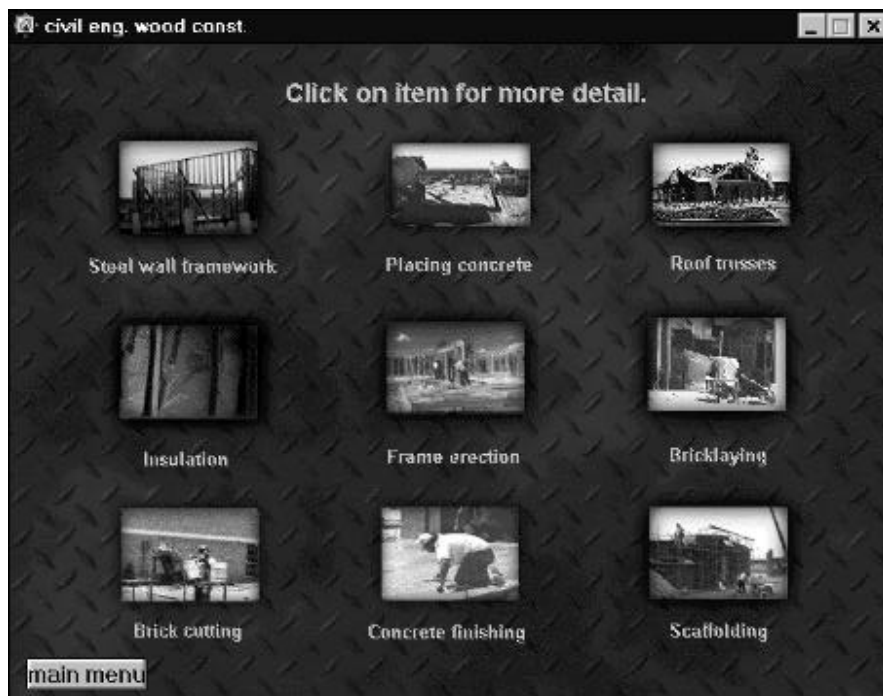 civil eng. wood const.
Click on item for more detail.
Steel wall framework
Placing concrete
Roof trusses
Insulation
Frame erection
Bricklaying
Brick cutting
Concrete finishing
Scaffolding
main menu